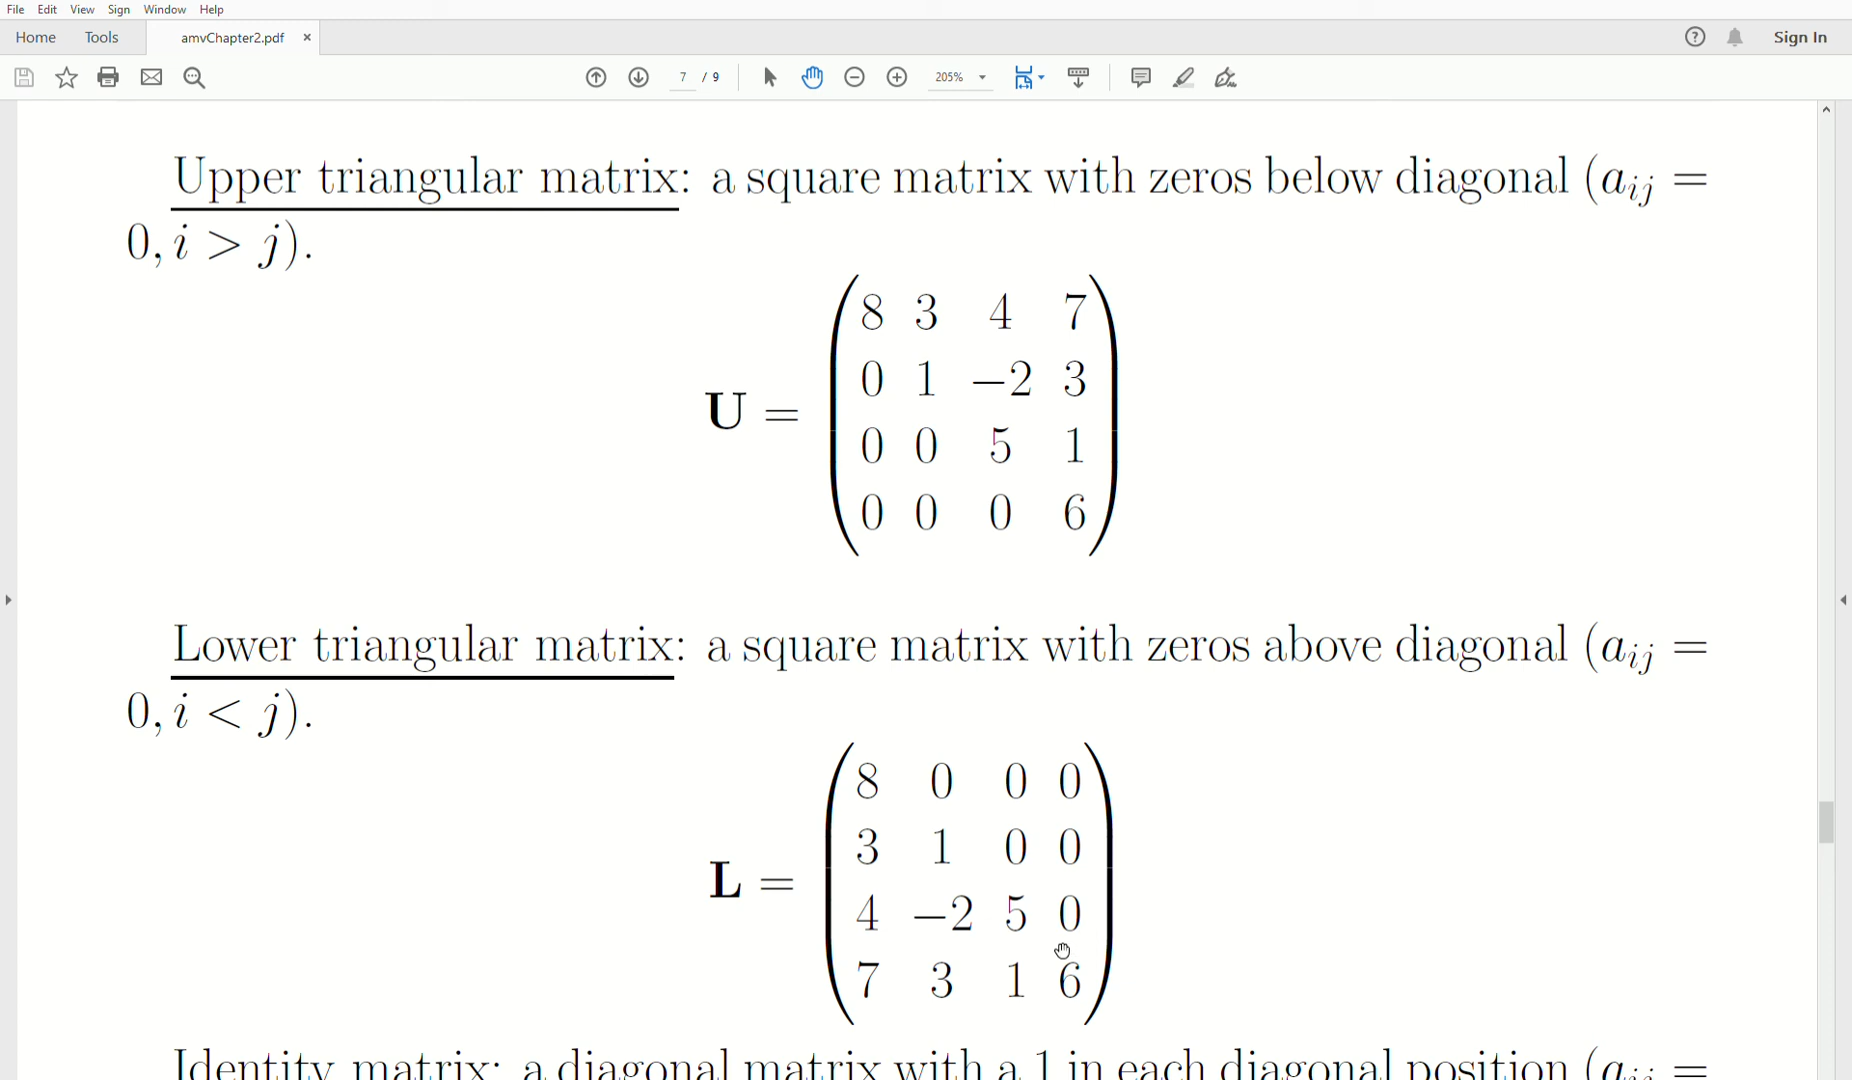 File Edit View Sign Window Help
Home Tools amvChapter2.pdf × ? Sign In
7 / 9 205%
Upper triangular matrix: a square matrix with zeros below diagonal (aij =
0, i > j).
U =
8 3 4 7
0 1 −2 3
0 0 5 1
0 0 0 6
Lower triangular matrix: a square matrix with zeros above diagonal (aij =
0, i < j).
L =
8 0 0 0
3 1 0 0
4 −2 5 0
7 3 1 6
Identity matrix: a diagonal matrix with a 1 in each diagonal position (aij =